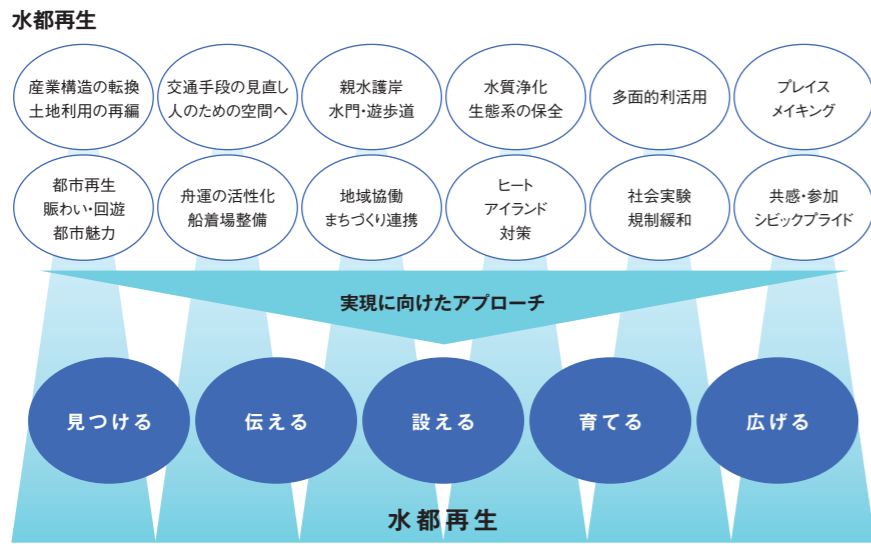 水都再生
産業構造の転換
土地利用の再編
交通手段の見直し
人のための空間へ
親水護岸
水門・遊歩道
水質浄化
生態系の保全
多面的利活用
プレイス
メイキング
都市再生
賑わい・回遊
都市魅力
舟運の活性化
船着場整備
地域協働
まちづくり連携
ヒート
アイランド
対策
社会実験
規制緩和
共感・参加
シビックプライド
実現に向けたアプローチ
見つける
伝える
設える
育てる
広げる
水都再生